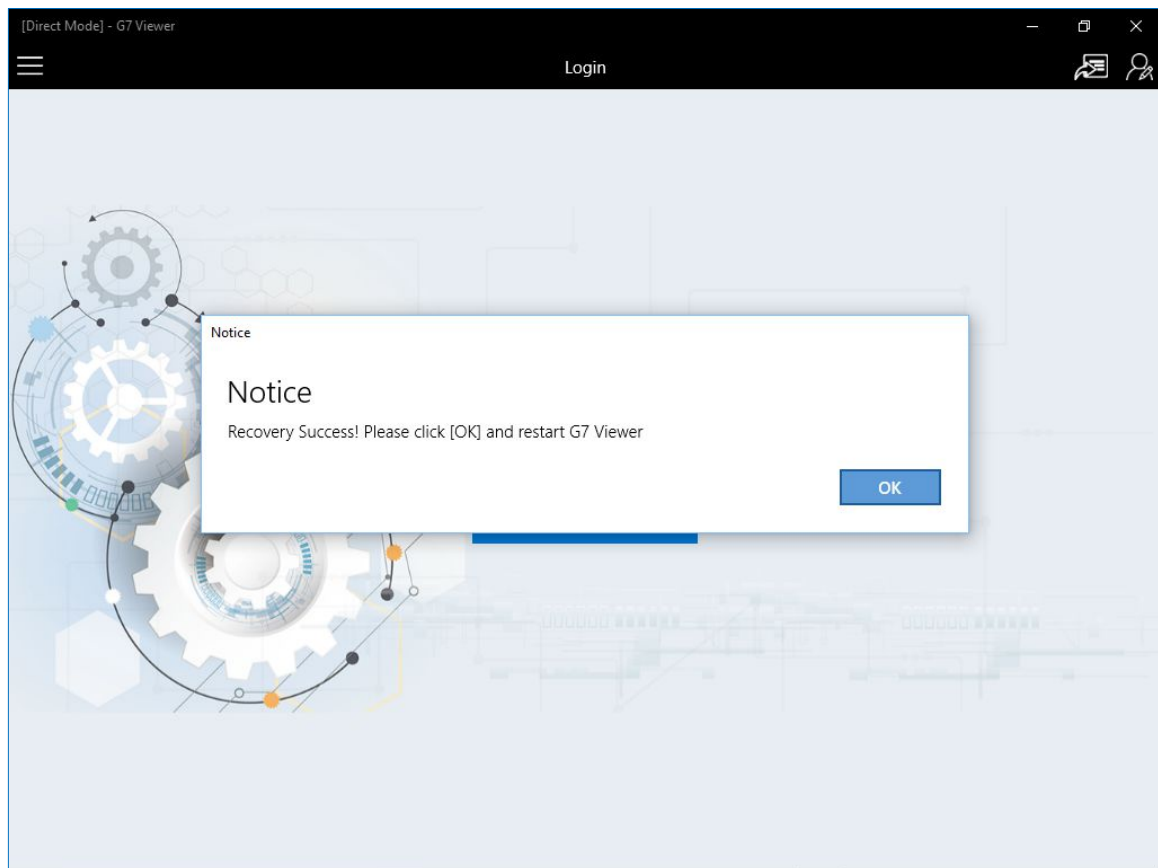 [Direct Mode] - G7 Viewer
Login
Notice
Notice
Recovery Success! Please click [OK] and restart G7 Viewer
OK